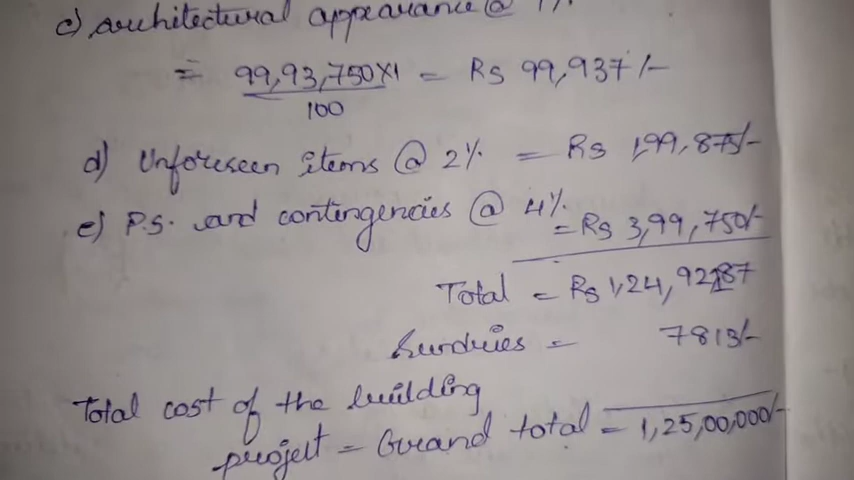 c) architectural appearance @ 1%
= 99,93,750x1 = Rs 99,937/-
100
d) Unforeseen items @ 2% = Rs 1,99,875/-
e) P.S. and contingencies @ 4%
= Rs 3,99,750/-
Total = Rs 1,24,92187
Sundries = 7813/-
Total cost of the building
project = Grand total = 1,25,00,000/-